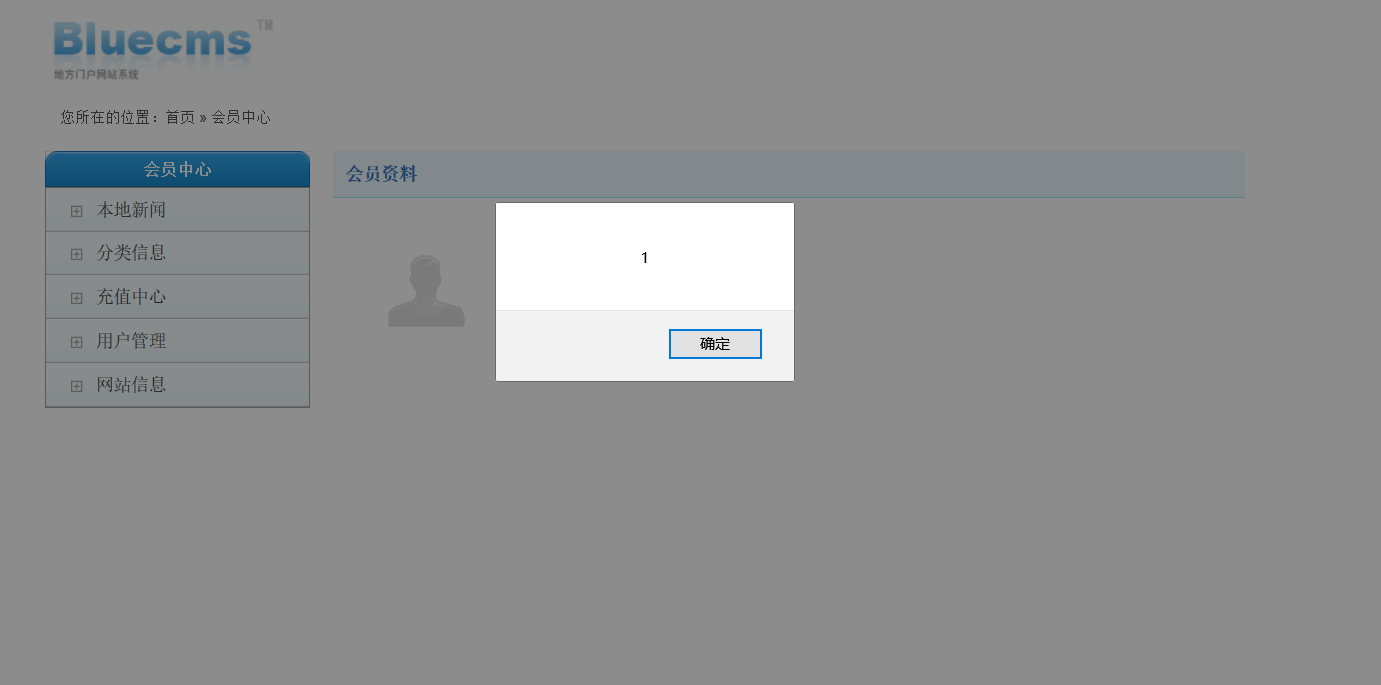 Bluecms TM
地方门户网站系统
您所在的位置：首页 » 会员中心
会员中心
本地新闻
分类信息
充值中心
用户管理
网站信息
会员资料
1
确定